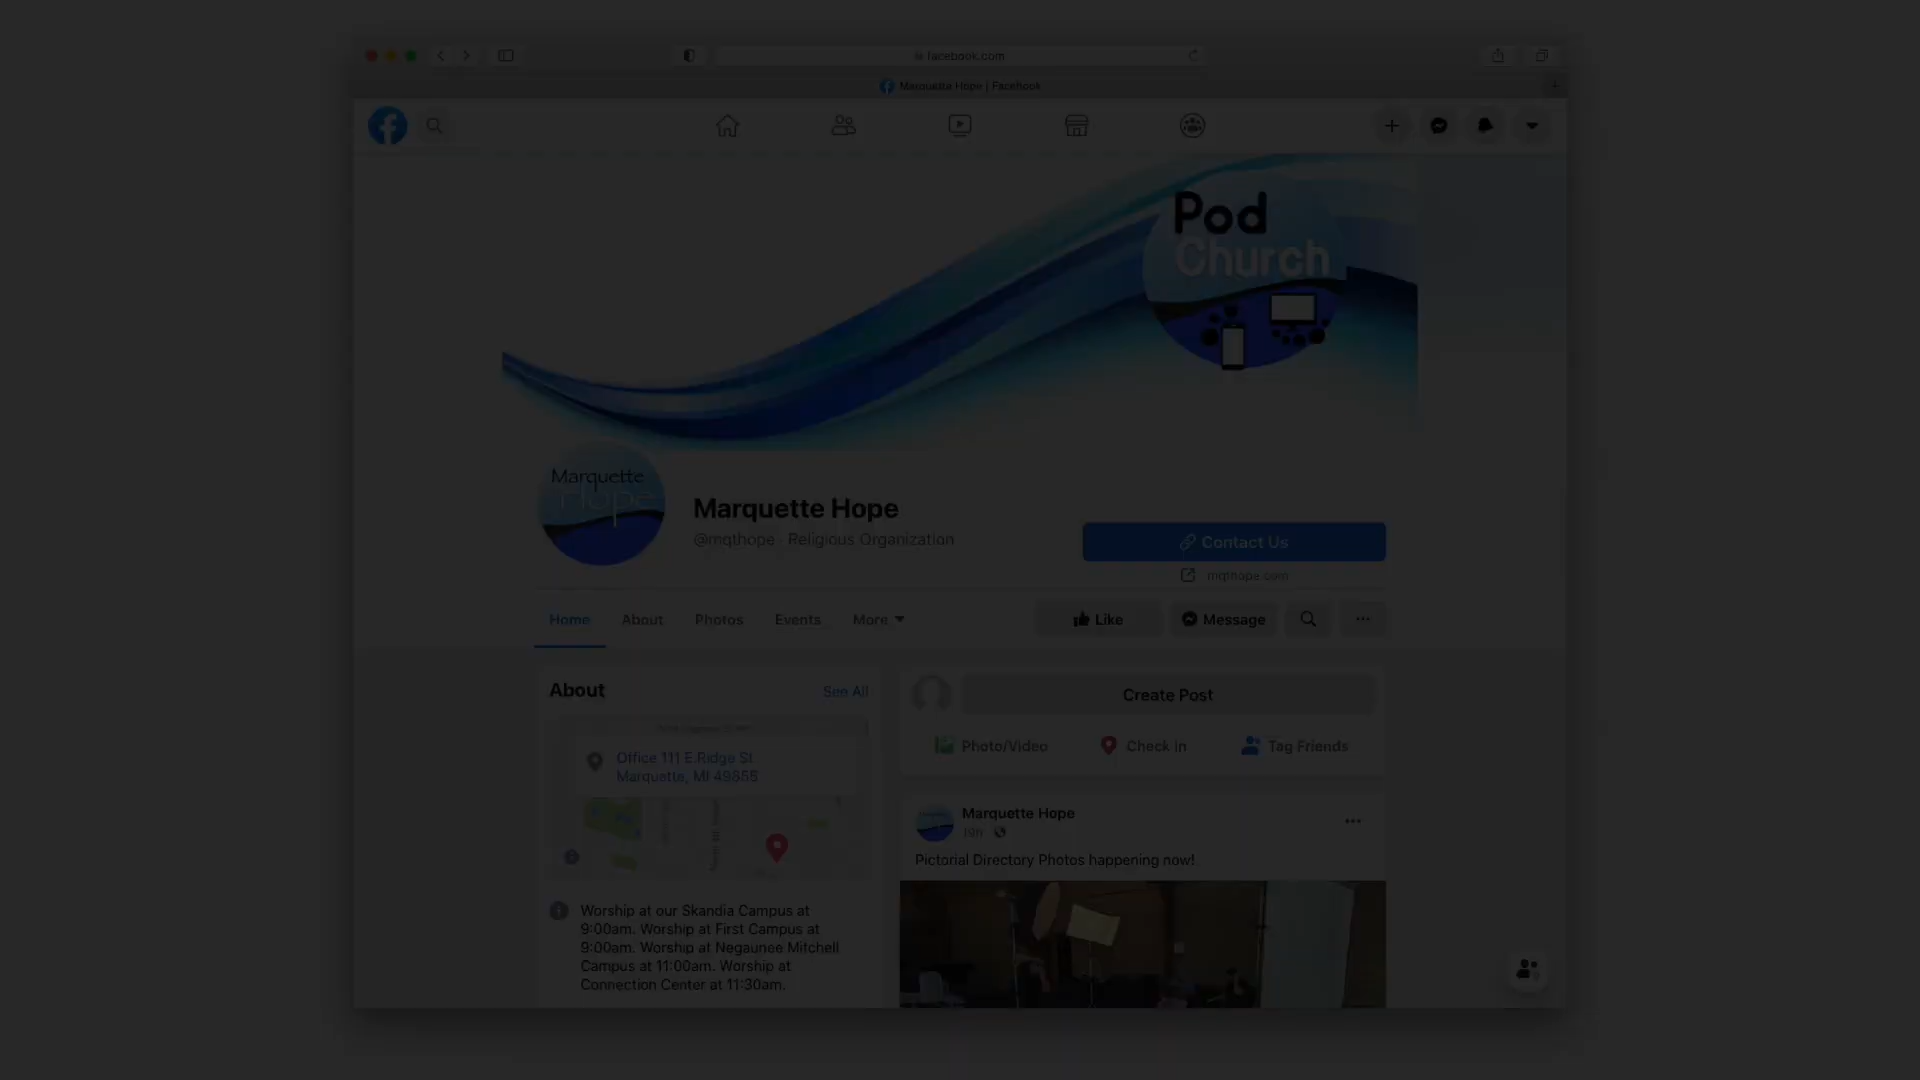 facebook.com
Marquette Hope | Facebook
Pod
Church
Marquette
Hope
Marquette Hope
@mqthope · Religious Organization
Contact Us
mqthope.com
Home
About
Photos
Events
More
Like
Message
About
See All
Create Post
Office 111 E.Ridge St.
Marquette, MI 49855
Photo/Video
Check In
Tag Friends
Marquette Hope
19h
Pictorial Directory Photos happening now!
Worship at our Skandia Campus at
9:00am. Worship at First Campus at
9:00am. Worship at Negaunee Mitchell
Campus at 11:00am. Worship at
Connection Center at 11:30am.